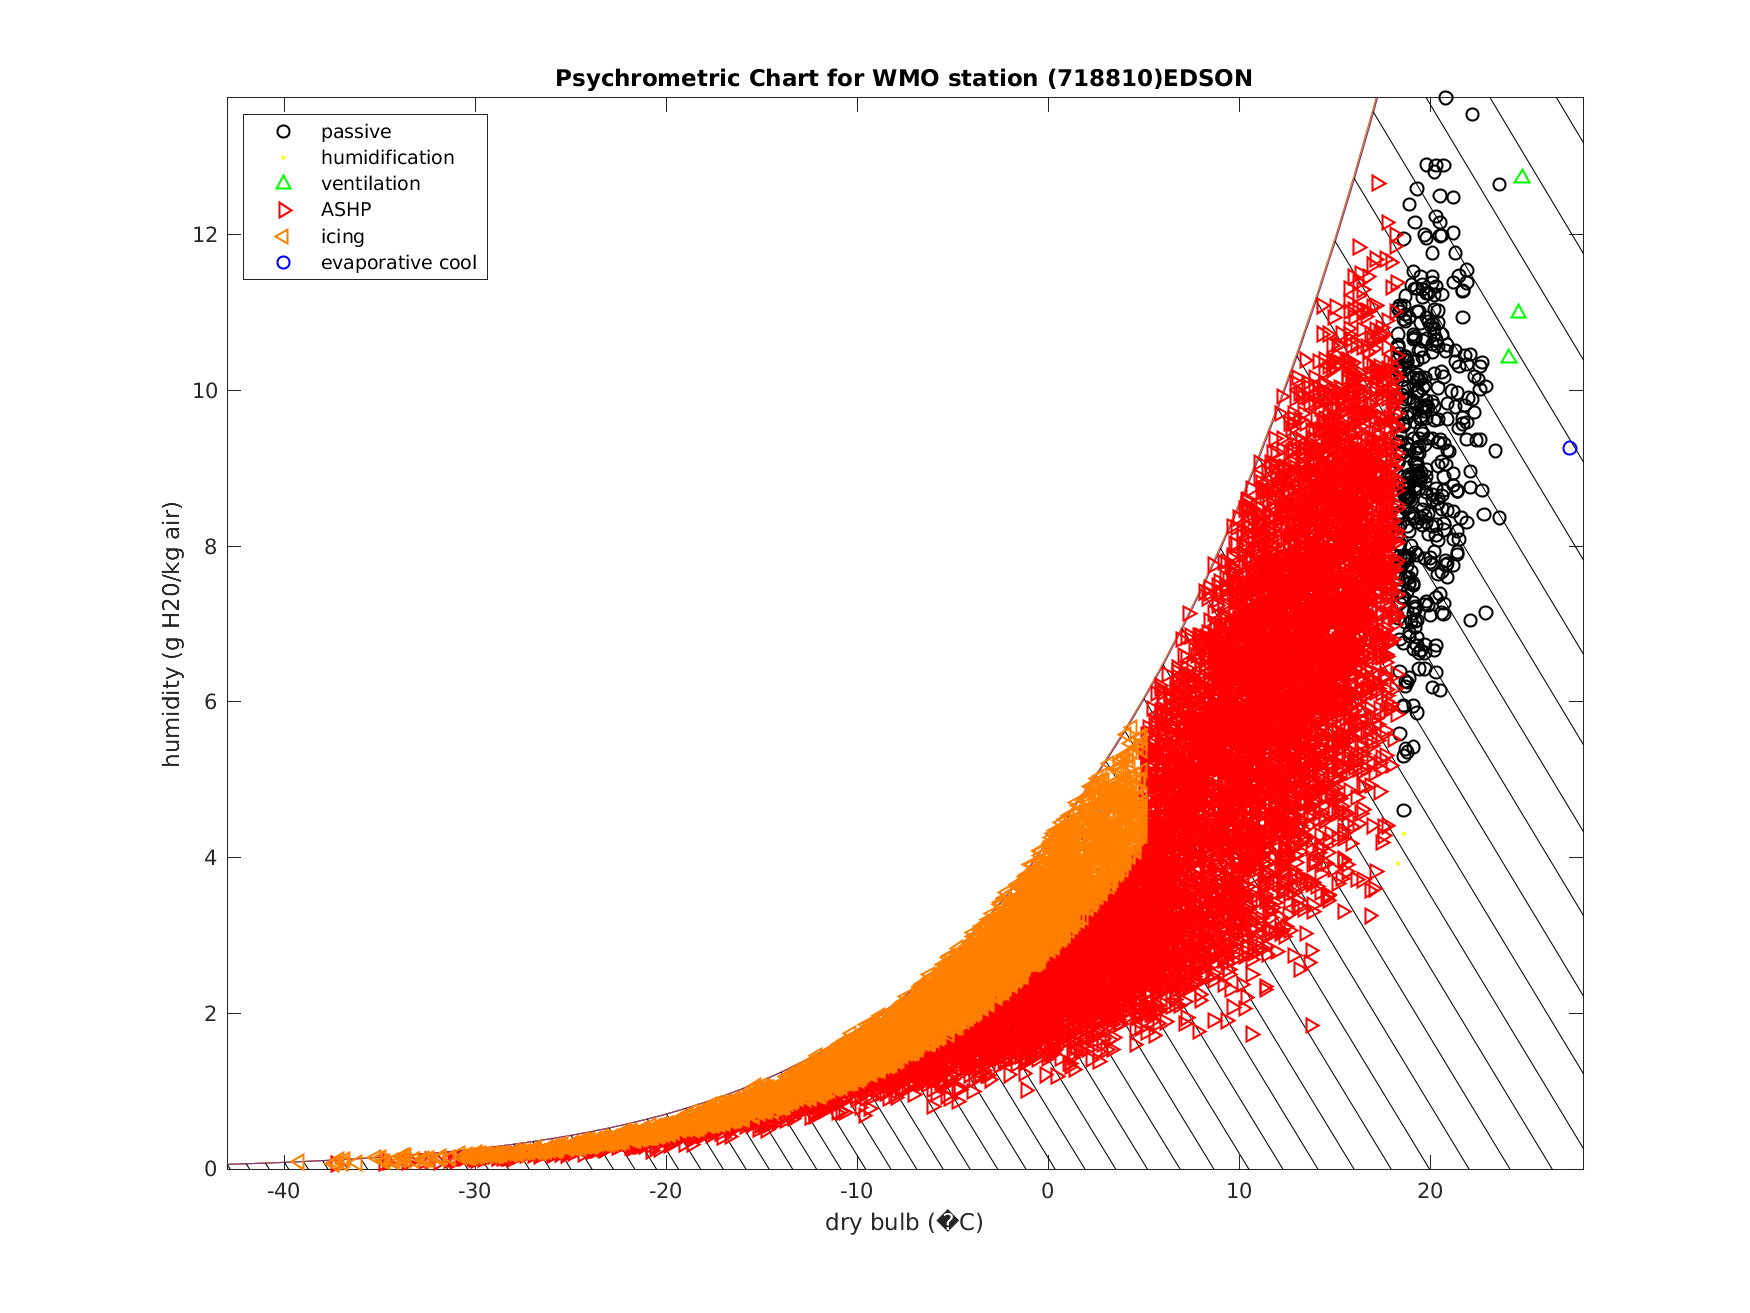 Psychrometric Chart for WMO station (718810)EDSON
passive
humidification
ventilation
ASHP
icing
evaporative cool
humidity (g H20/kg air)
12
10
8
6
4
2
0
-40 -30 -20 -10 0 10 20
dry bulb (�C)